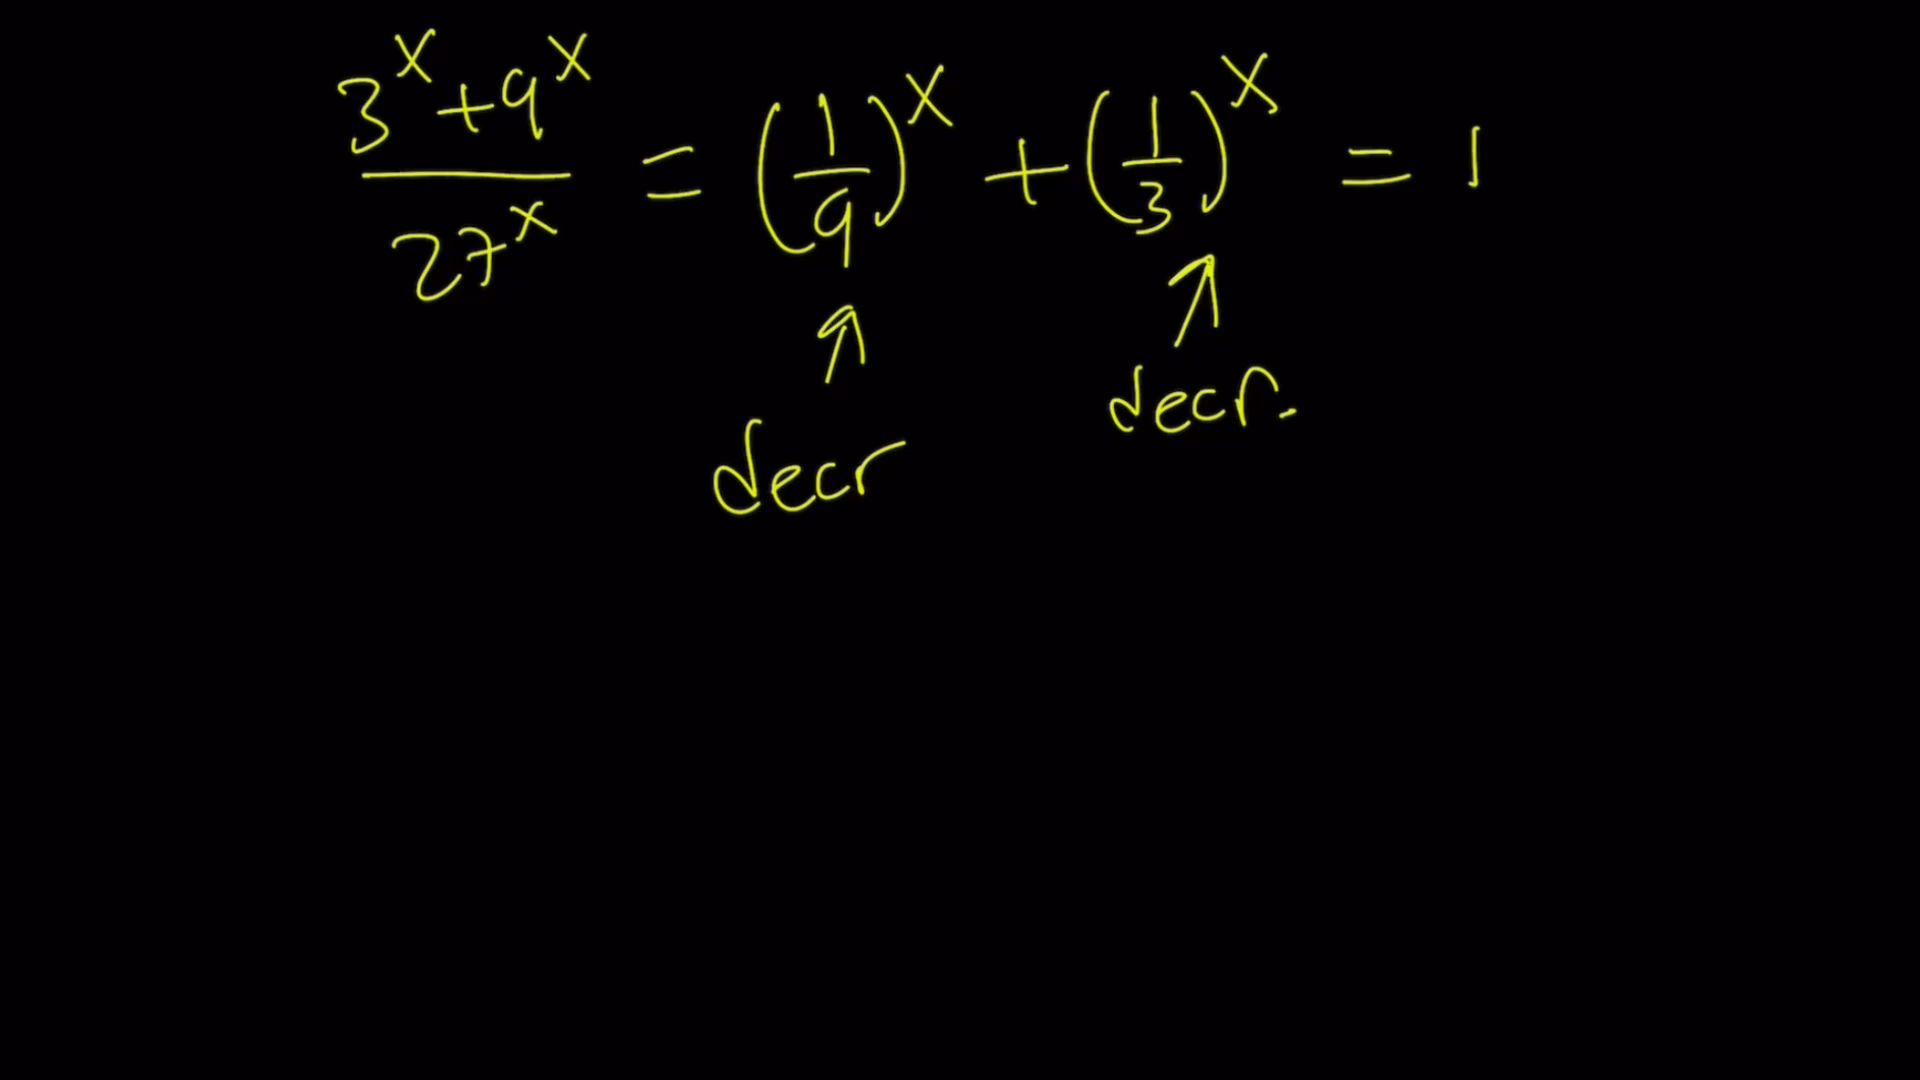 (3^x + 9^x)/27^x = (1/9)^x + (1/3)^x = 1
decr.
decr